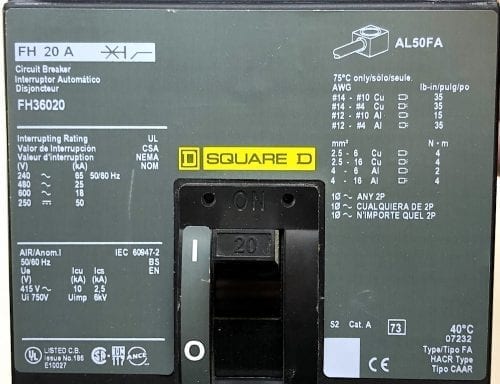 FH 20 A
Circuit Breaker
Interruptor Automático
Disjoncteur
FH36020
Interrupting Rating UL
Valor de Interrupción CSA
Valeur d'interruption NEMA
(V) (kA) NOM
240 ~ 65 50/60 Hz
480 ~ 25
600 ~ 18
250 ⎓ 50
AIR/Anom.I IEC 60947-2
50/60 Hz BS
Ue Icu Ics EN
(V) (kA) (kA)
415 V~ 10 2,5
Ui 750V Uimp 6kV
UL LISTED C.B.
Issue No.185
E10027
ANCE
D SQUARE D
ON
20
I
O
AL50FA
75°C only/sólo/seule.
AWG lb-in/pulg/po
#14 - #10 Cu 35
#14 - #4 Cu 35
#12 - #10 Al 15
#12 - #4 Al 35
mm² N - m
2.5 - 6 Cu 4
2.5 - 16 Cu 4
4 - 6 Al 2
4 - 16 Al 4
1Ø ~ ANY 2P
1Ø ~ CUALQUIERA DE 2P
1Ø ~ N'IMPORTE QUEL 2P
S2 Cat. A 73 40°C
07232
Type/Tipo FA
HACR Type
Tipo CAAR
CE